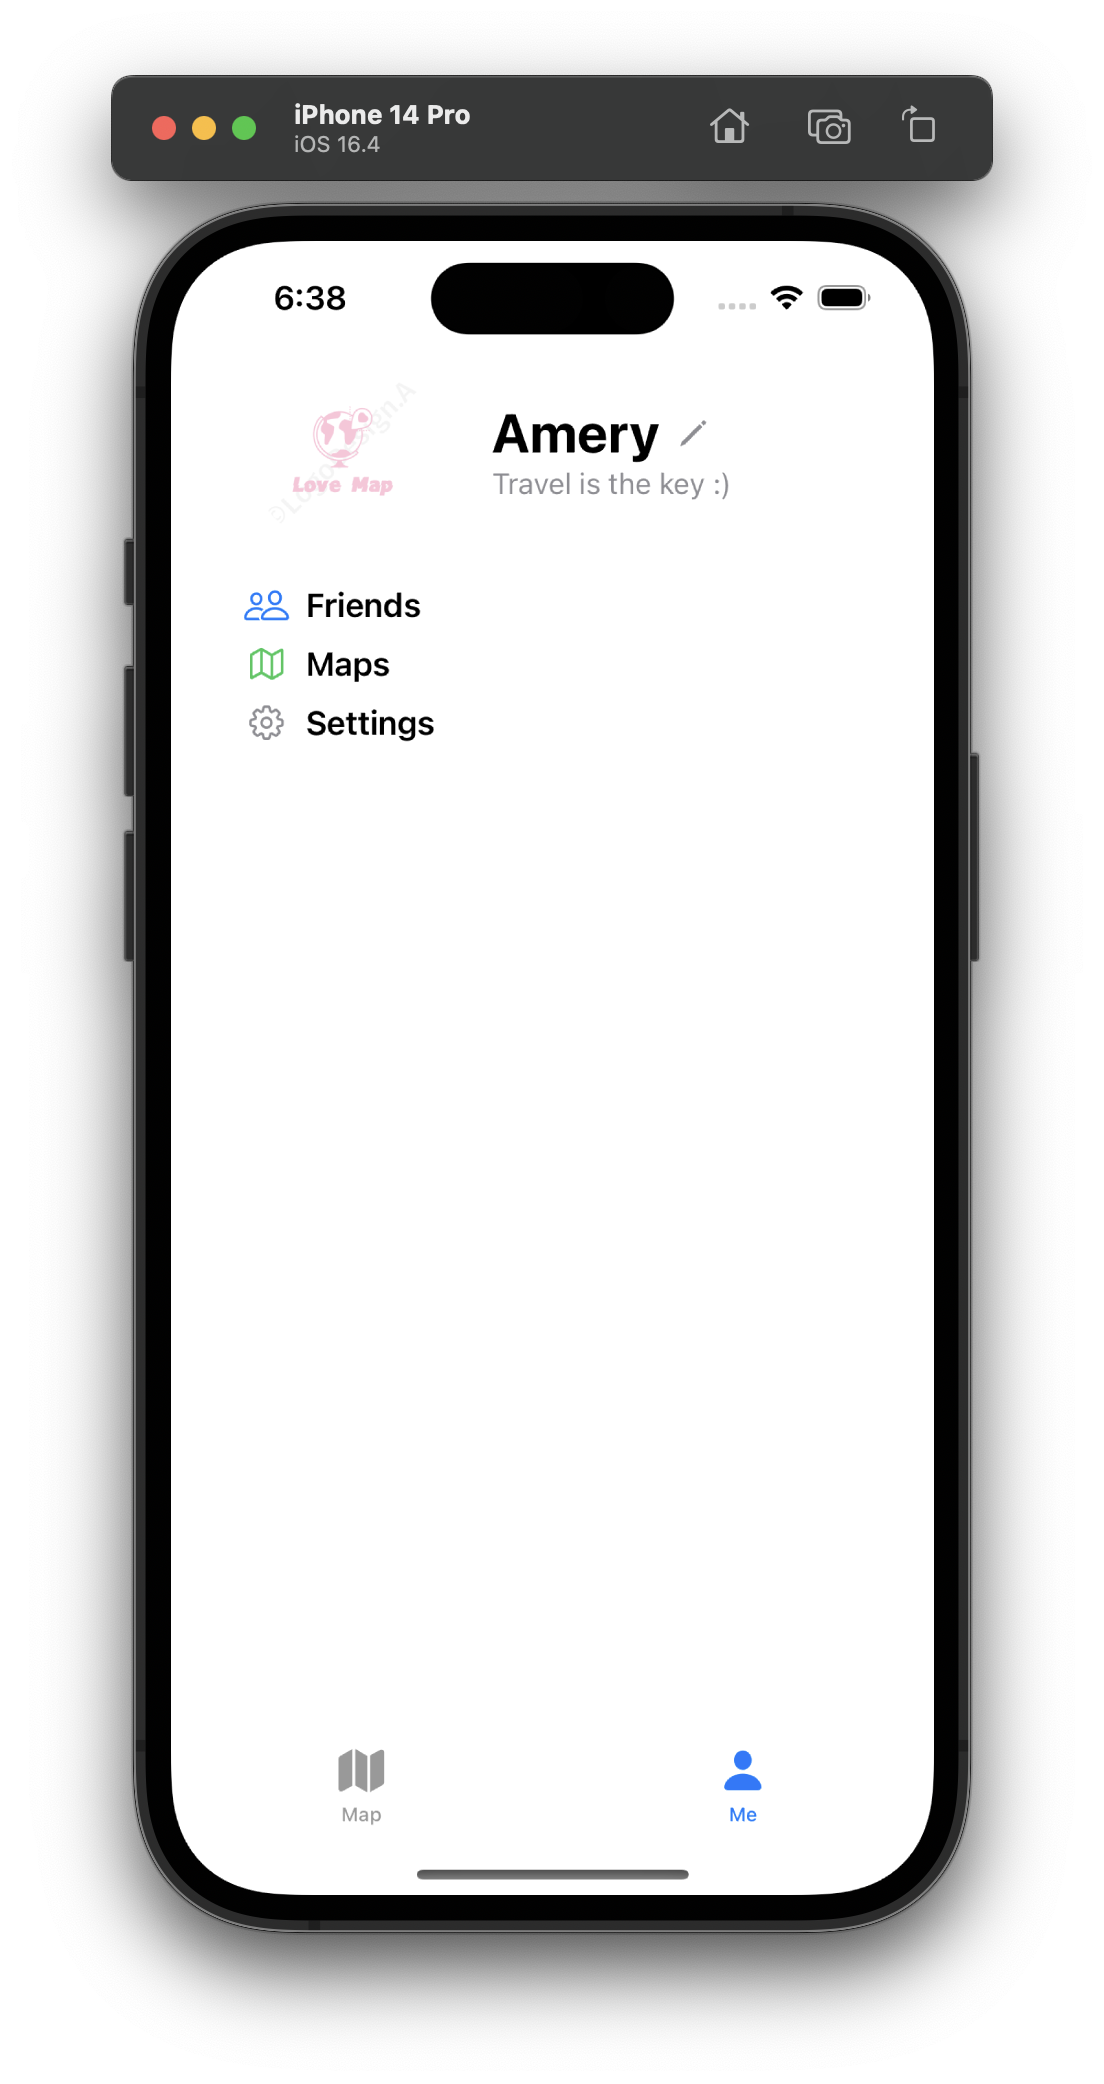 iPhone 14 Pro
iOS 16.4
6:38
Love Map
Amery
Travel is the key :)
Friends
Maps
Settings
Map
Me